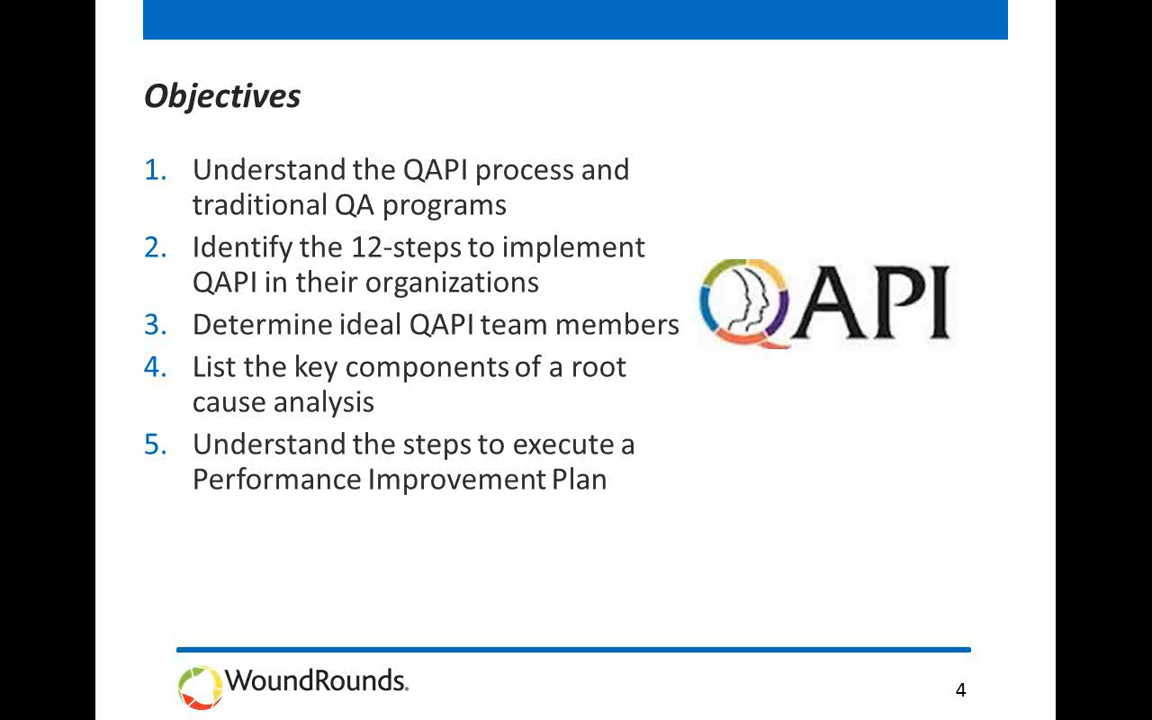 Objectives
1. Understand the QAPI process and
traditional QA programs
2. Identify the 12-steps to implement
QAPI in their organizations
3. Determine ideal QAPI team members
4. List the key components of a root
cause analysis
5. Understand the steps to execute a
Performance Improvement Plan
QAPI
WoundRounds.
4